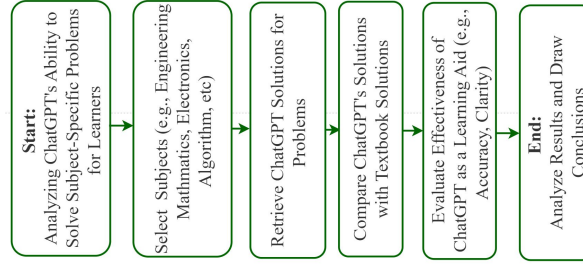 Start:
Analyzing ChatGPT's Ability to
Solve Subject-Specific Problems
for Learners
Select Subjects (e.g., Engineering
Mathmatics, Electronics,
Algorithm, etc)
Retrieve ChatGPT Solutions for
Problems
Compare ChatGPT's Solutions
with Textbook Solutions
Evaluate Effectiveness of
ChatGPT as a Learning Aid (e.g.,
Accuracy, Clarity)
End:
Analyze Results and Draw
Conclusions